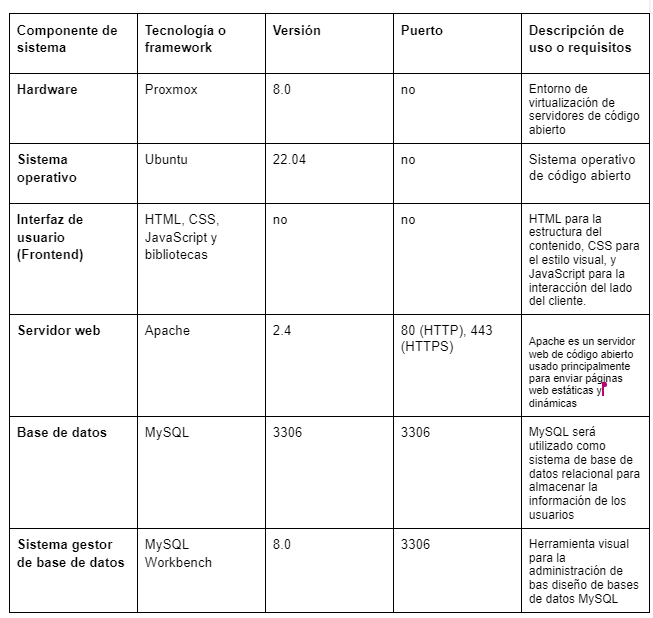 Componente de
sistema
Tecnología o
framework
Versión
Puerto
Descripción de
uso o requisitos
Hardware
Proxmox
8.0
no
Entorno de
virtualización de
servidores de código
abierto
Sistema
operativo
Ubuntu
22.04
no
Sistema operativo
de código abierto
Interfaz de
usuario
(Frontend)
HTML, CSS,
JavaScript y
bibliotecas
no
no
HTML para la
estructura del
contenido, CSS para
el estilo visual, y
JavaScript para la
interacción del lado
del cliente.
Servidor web
Apache
2.4
80 (HTTP), 443
(HTTPS)
Apache es un servidor
web de código abierto
usado principalmente
para enviar páginas
web estáticas y
dinámicas
Base de datos
MySQL
3306
3306
MySQL será
utilizado como
sistema de base de
datos relacional para
almacenar la
información de los
usuarios
Sistema gestor
de base de datos
MySQL
Workbench
8.0
3306
Herramienta visual
para la
administración de
bas diseño de bases
de datos MySQL